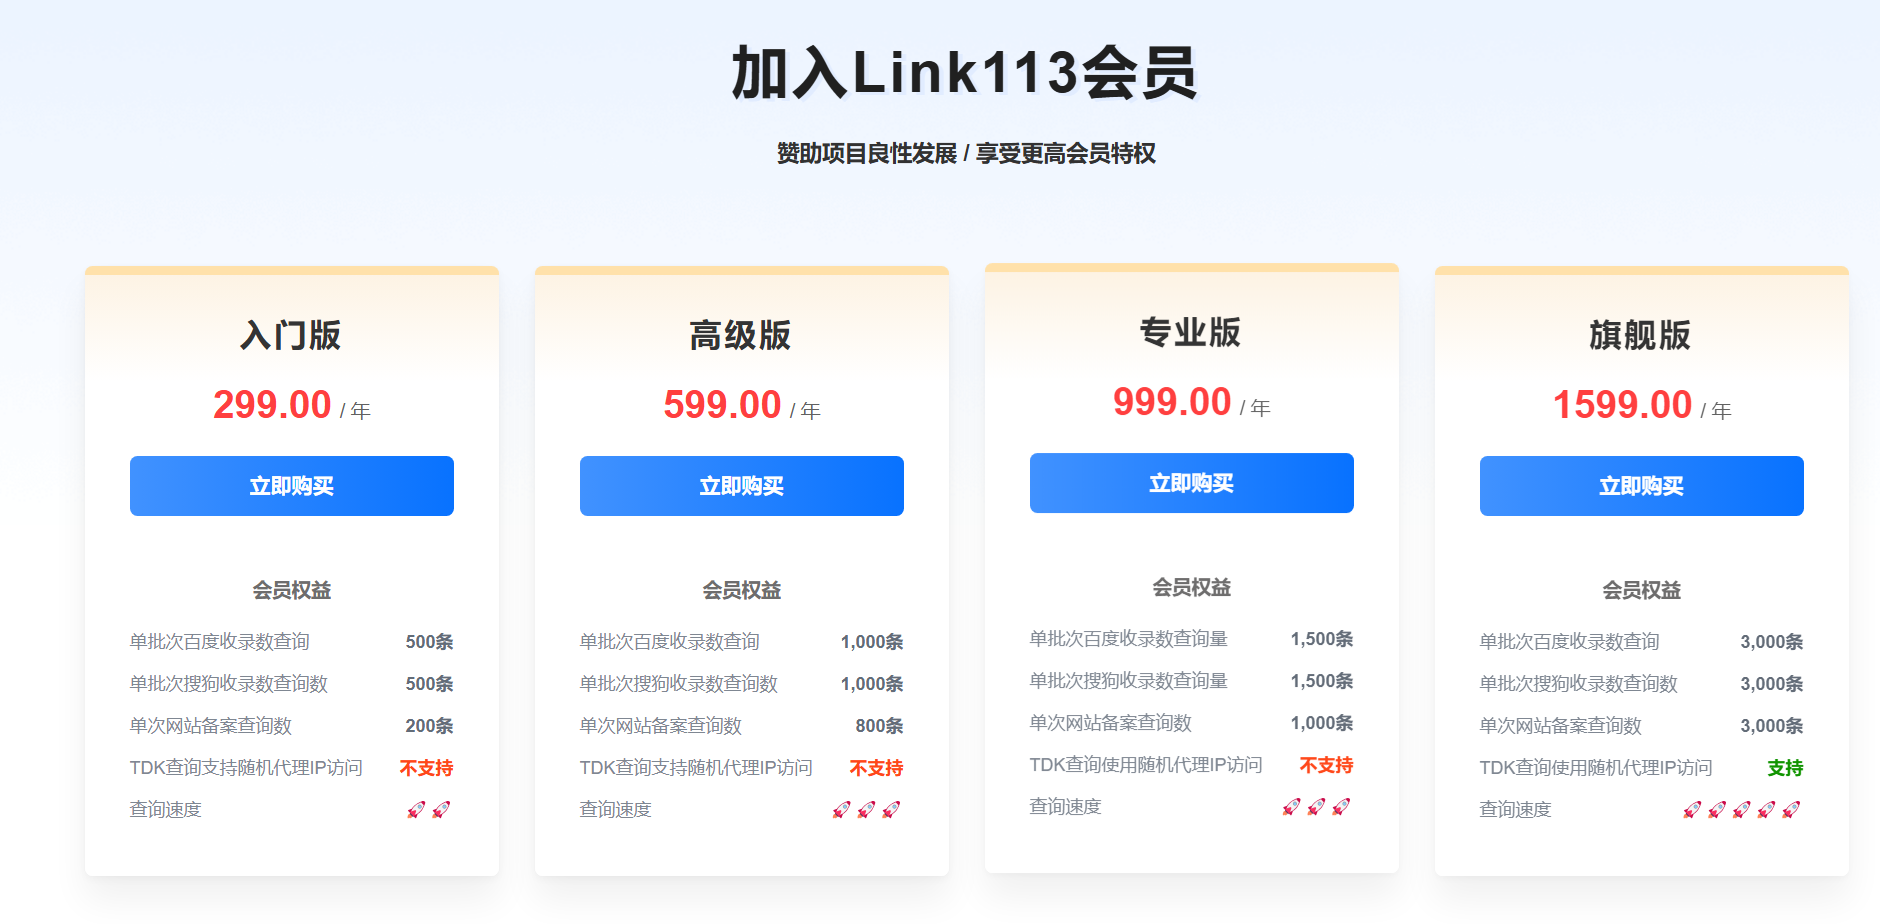 加入Link113会员
赞助项目良性发展 / 享受更高会员特权
入门版
299.00 / 年
立即购买
会员权益
单批次百度收录数查询 500条
单批次搜狗收录数查询数 500条
单次网站备案查询数 200条
TDK查询支持随机代理IP访问 不支持
查询速度 🚀🚀
高级版
599.00 / 年
立即购买
会员权益
单批次百度收录数查询 1,000条
单批次搜狗收录数查询数 1,000条
单次网站备案查询数 800条
TDK查询支持随机代理IP访问 不支持
查询速度 🚀🚀🚀
专业版
999.00 / 年
立即购买
会员权益
单批次百度收录数查询量 1,500条
单批次搜狗收录数查询量 1,500条
单次网站备案查询数 1,000条
TDK查询使用随机代理IP访问 不支持
查询速度 🚀🚀🚀
旗舰版
1599.00 / 年
立即购买
会员权益
单批次百度收录数查询 3,000条
单批次搜狗收录数查询数 3,000条
单次网站备案查询数 3,000条
TDK查询使用随机代理IP访问 支持
查询速度 🚀🚀🚀🚀🚀